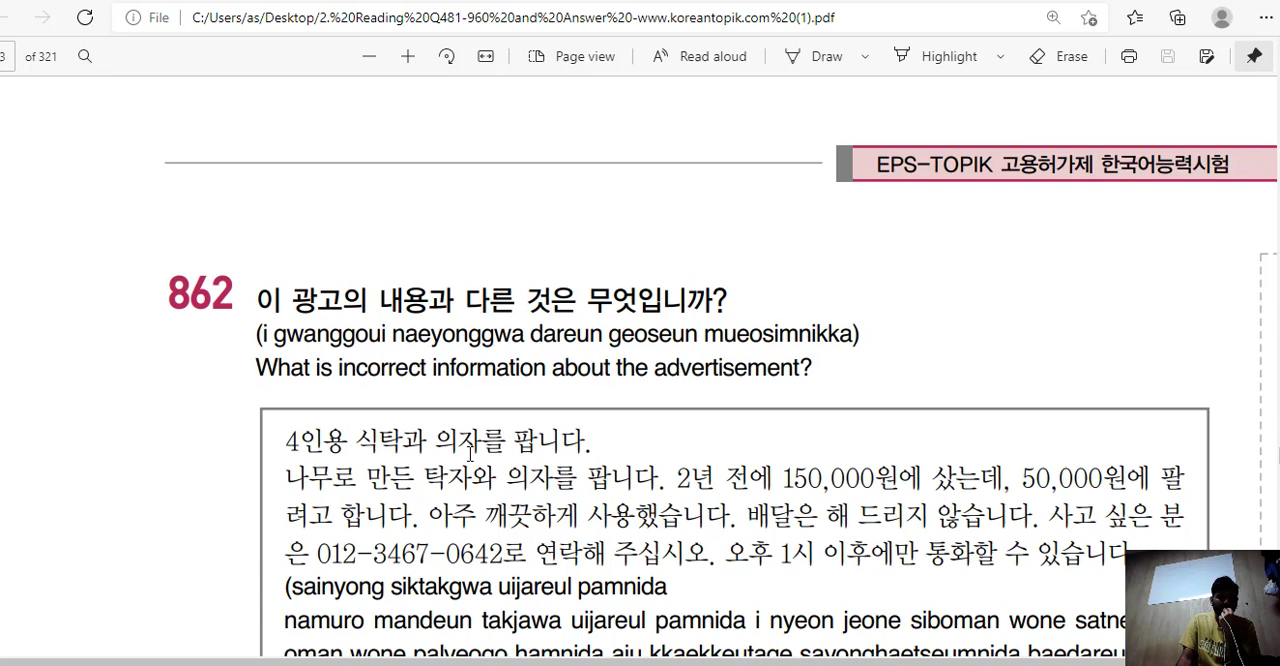 File
C:/Users/as/Desktop/2.%20Reading%20Q481-960%20and%20Answer%20-www.koreantopik.com%20(1).pdf
3 of 321
Page view
Read aloud
Draw
Highlight
Erase
EPS-TOPIK 고용허가제 한국어능력시험
862 이 광고의 내용과 다른 것은 무엇입니까?
(i gwanggoui naeyonggwa dareun geoseun mueosimnikka)
What is incorrect information about the advertisement?
4인용 식탁과 의자를 팝니다.
나무로 만든 탁자와 의자를 팝니다. 2년 전에 150,000원에 샀는데, 50,000원에 팔
려고 합니다. 아주 깨끗하게 사용했습니다. 배달은 해 드리지 않습니다. 사고 싶은 분
은 012-3467-0642로 연락해 주십시오. 오후 1시 이후에만 통화할 수 있습니다
(sainyong siktakgwa uijareul pamnida
namuro mandeun takjawa uijareul pamnida i nyeon jeone siboman wone satne
oman wone palyeogo hamnida aju kkaekkeutage sayonghaetseumnida baedareu